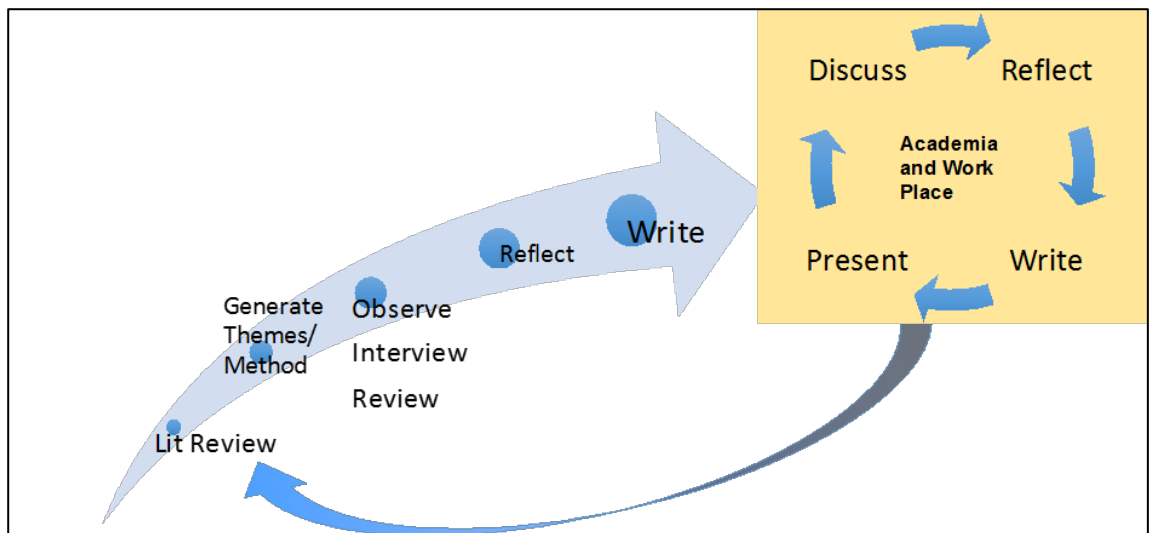 Discuss
Reflect
Academia
and Work
Place
Present
Write
Write
Reflect
Generate
Themes/
Method
Observe
Interview
Review
Lit Review